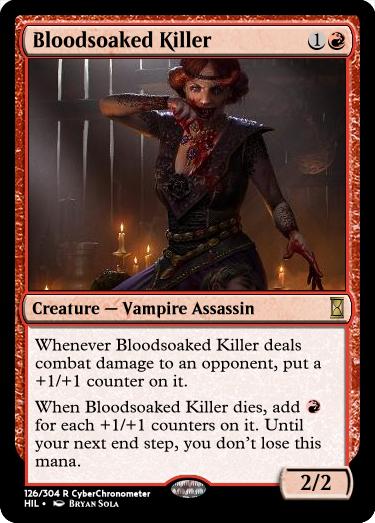 Bloodsoaked Killer 1
Creature — Vampire Assassin
Whenever Bloodsoaked Killer deals
combat damage to an opponent, put a
+1/+1 counter on it.
When Bloodsoaked Killer dies, add
for each +1/+1 counters on it. Until
your next end step, you don't lose this
mana.
2/2
126/304 R CyberChronometer
HIL • Bryan Sola